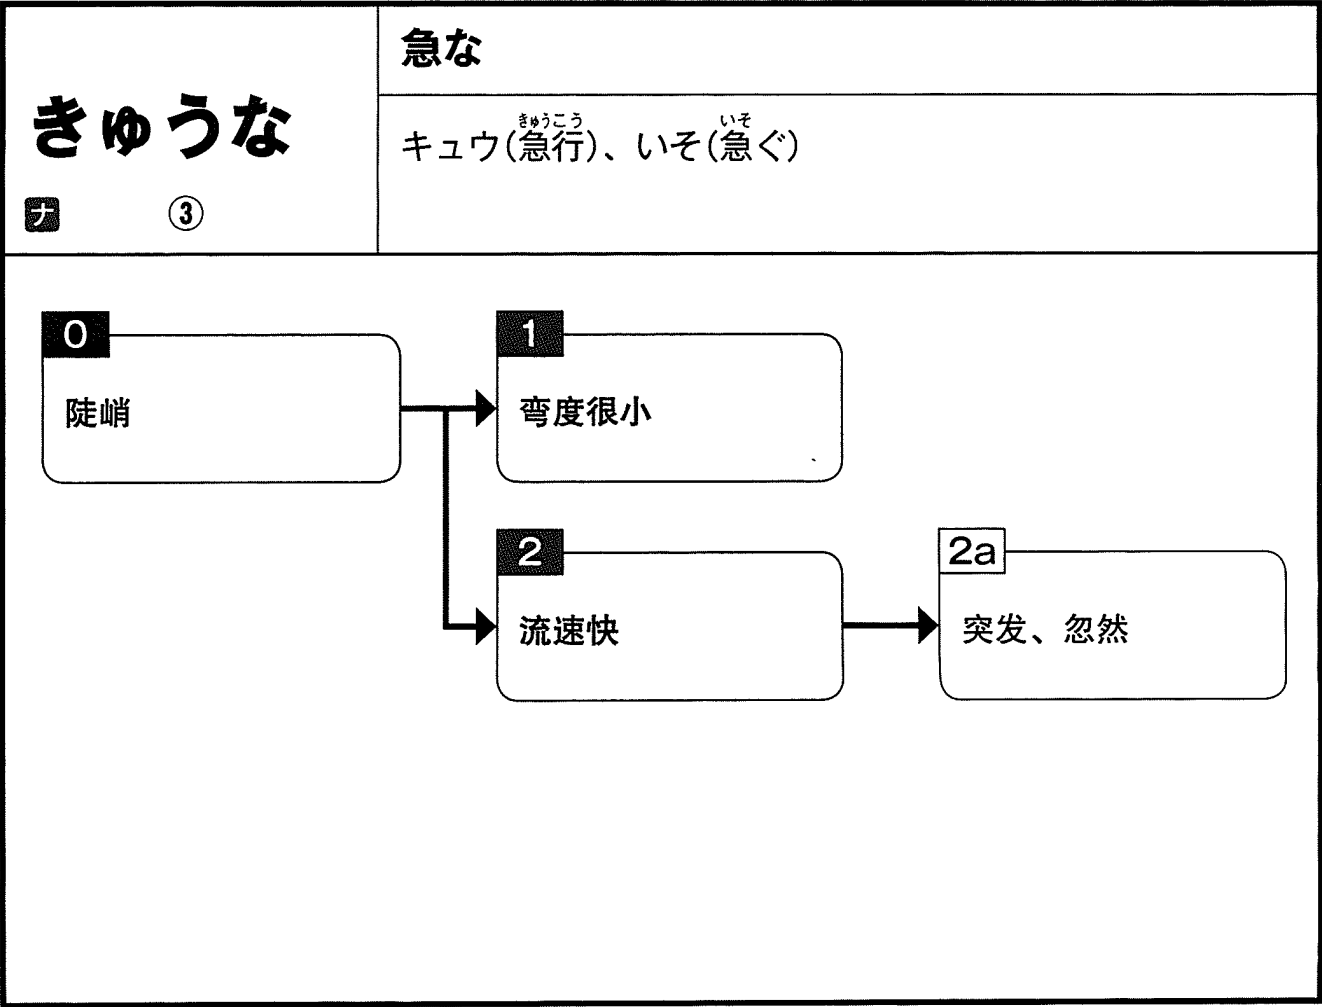 きゅうな
ナ ③
急な
キュウ(急行)、いそ(急ぐ)
きゅうこう いそ
0
陡峭
1
弯度很小
2
流速快
2a
突发、忽然